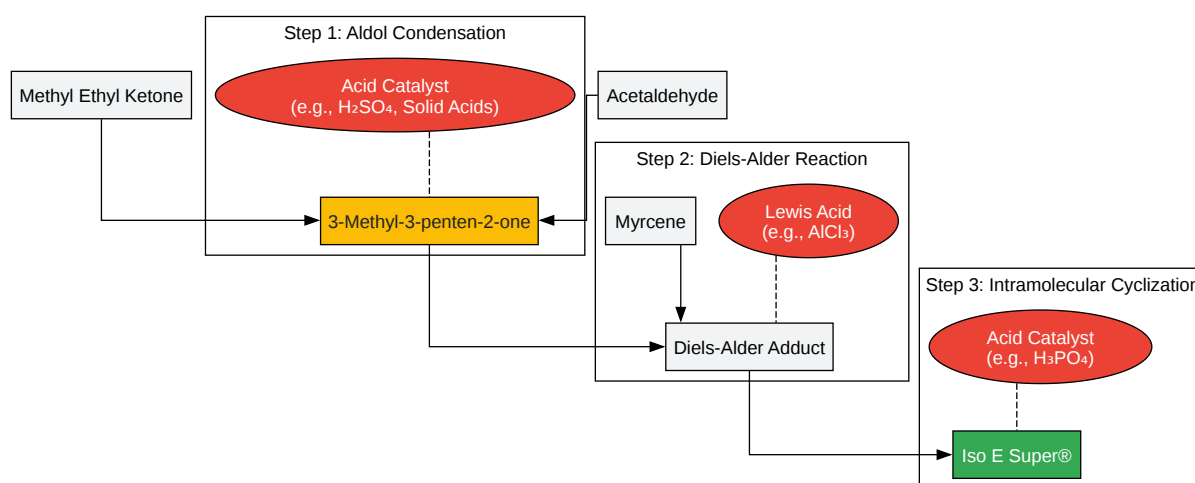 Step 1: Aldol Condensation
Methyl Ethyl Ketone
Acid Catalyst
(e.g., H₂SO₄, Solid Acids)
Acetaldehyde
3-Methyl-3-penten-2-one
Step 2: Diels-Alder Reaction
Myrcene
Lewis Acid
(e.g., AlCl₃)
Diels-Alder Adduct
Step 3: Intramolecular Cyclization
Acid Catalyst
(e.g., H₃PO₄)
Iso E Super®